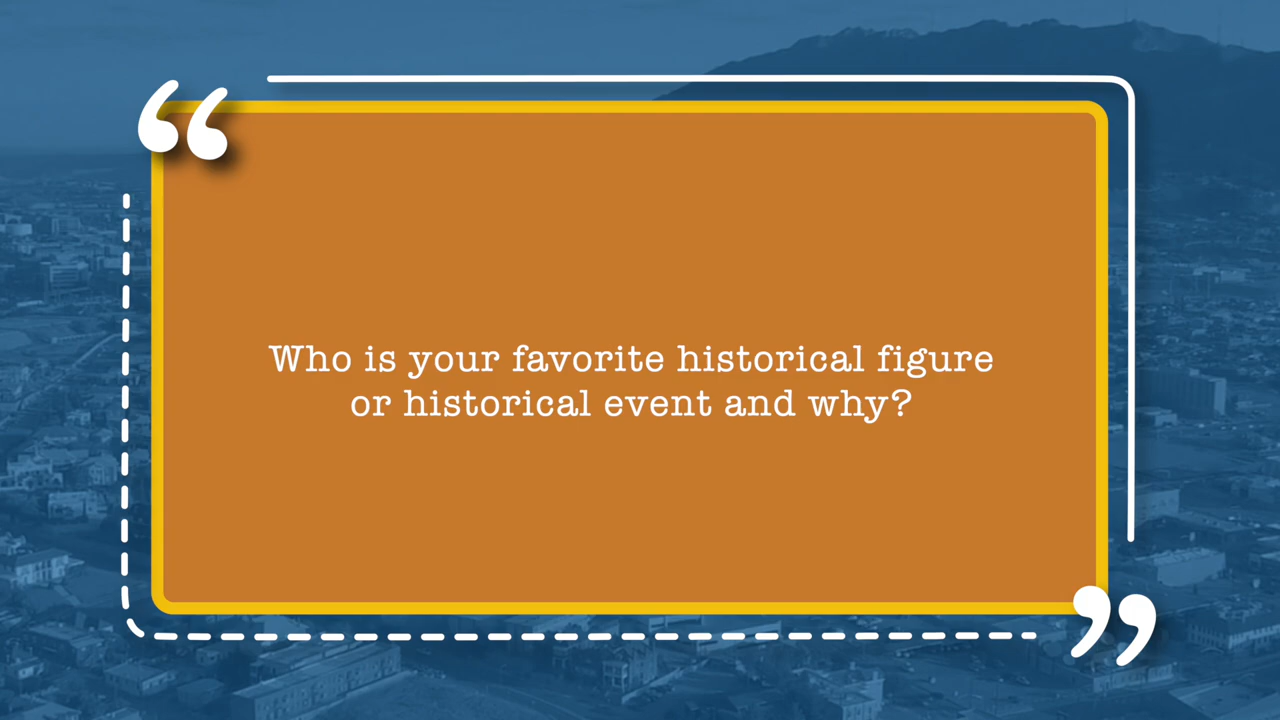 “
Who is your favorite historical figure
or historical event and why?
”